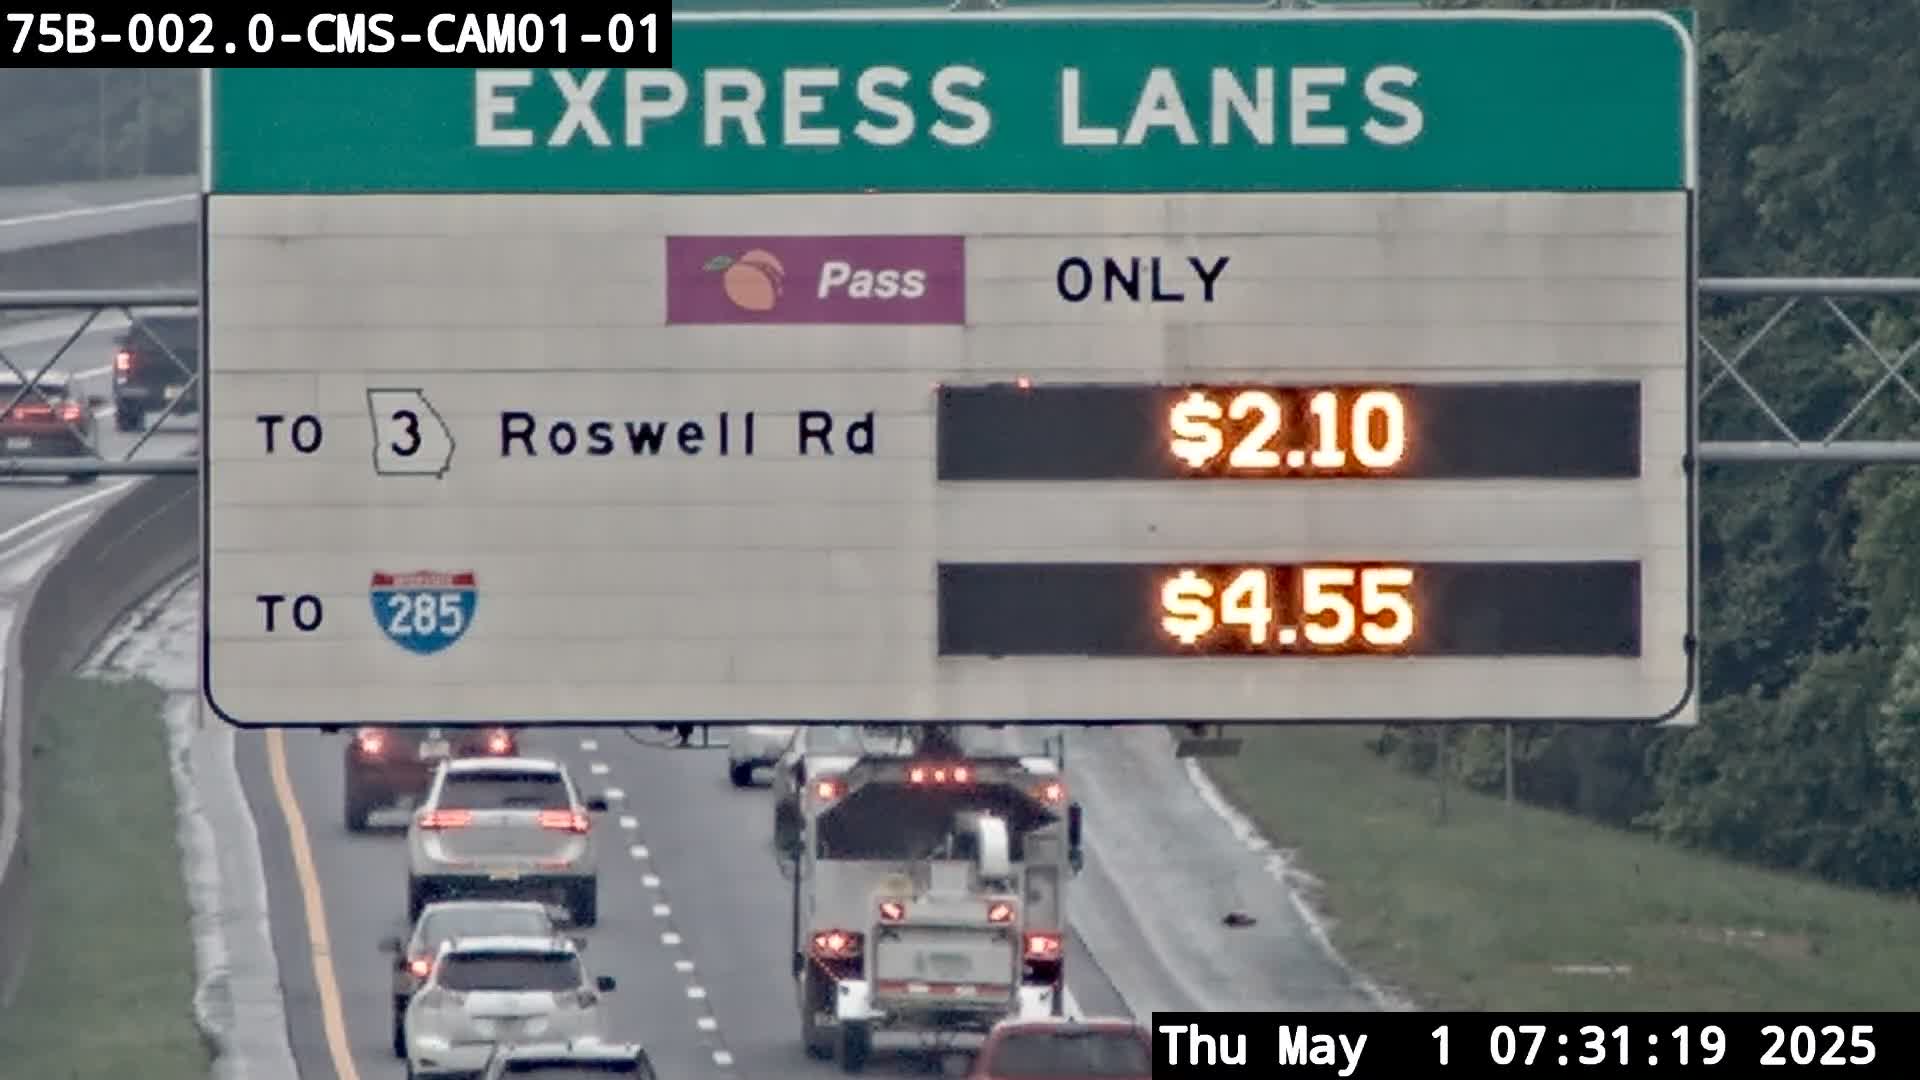 75B-002.0-CMS-CAM01-01
EXPRESS LANES
Pass ONLY
TO 3 Roswell Rd $2.10
TO 285 $4.55
Thu May 1 07:31:19 2025